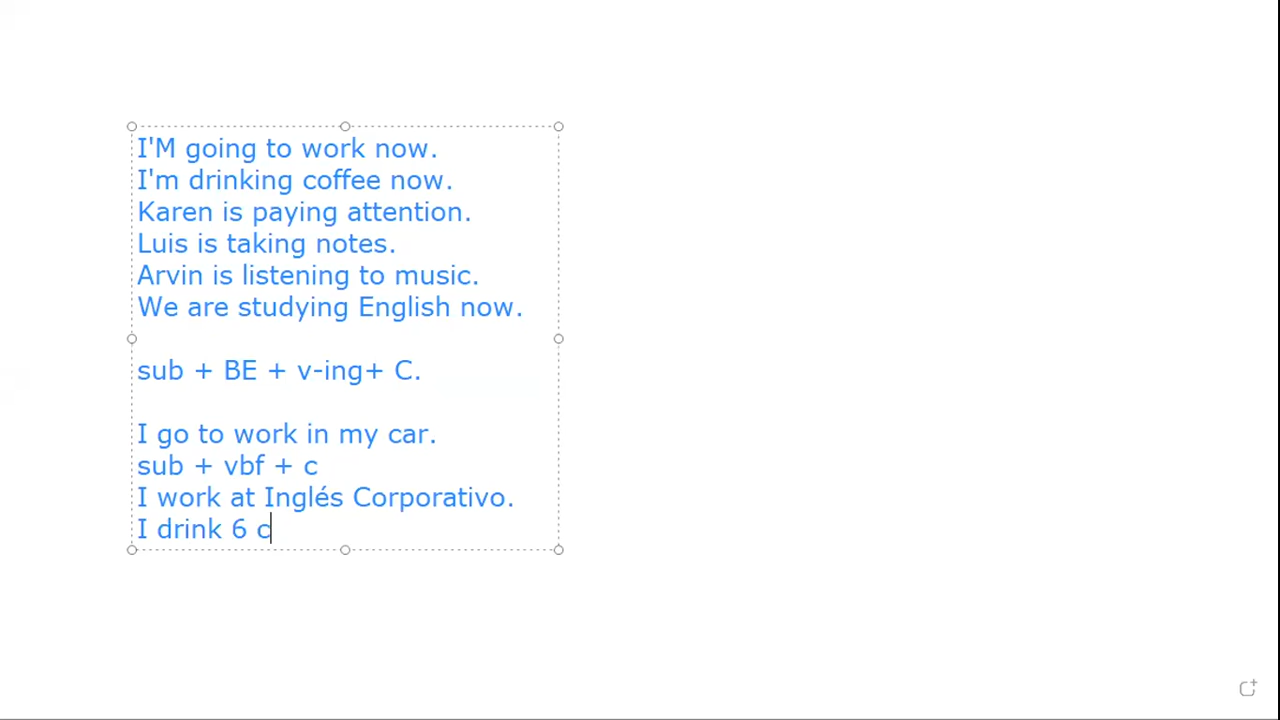 I'M going to work now.
I'm drinking coffee now.
Karen is paying attention.
Luis is taking notes.
Arvin is listening to music.
We are studying English now.
sub + BE + v-ing+ C.
I go to work in my car.
sub + vbf + c
I work at Inglés Corporativo.
I drink 6 c